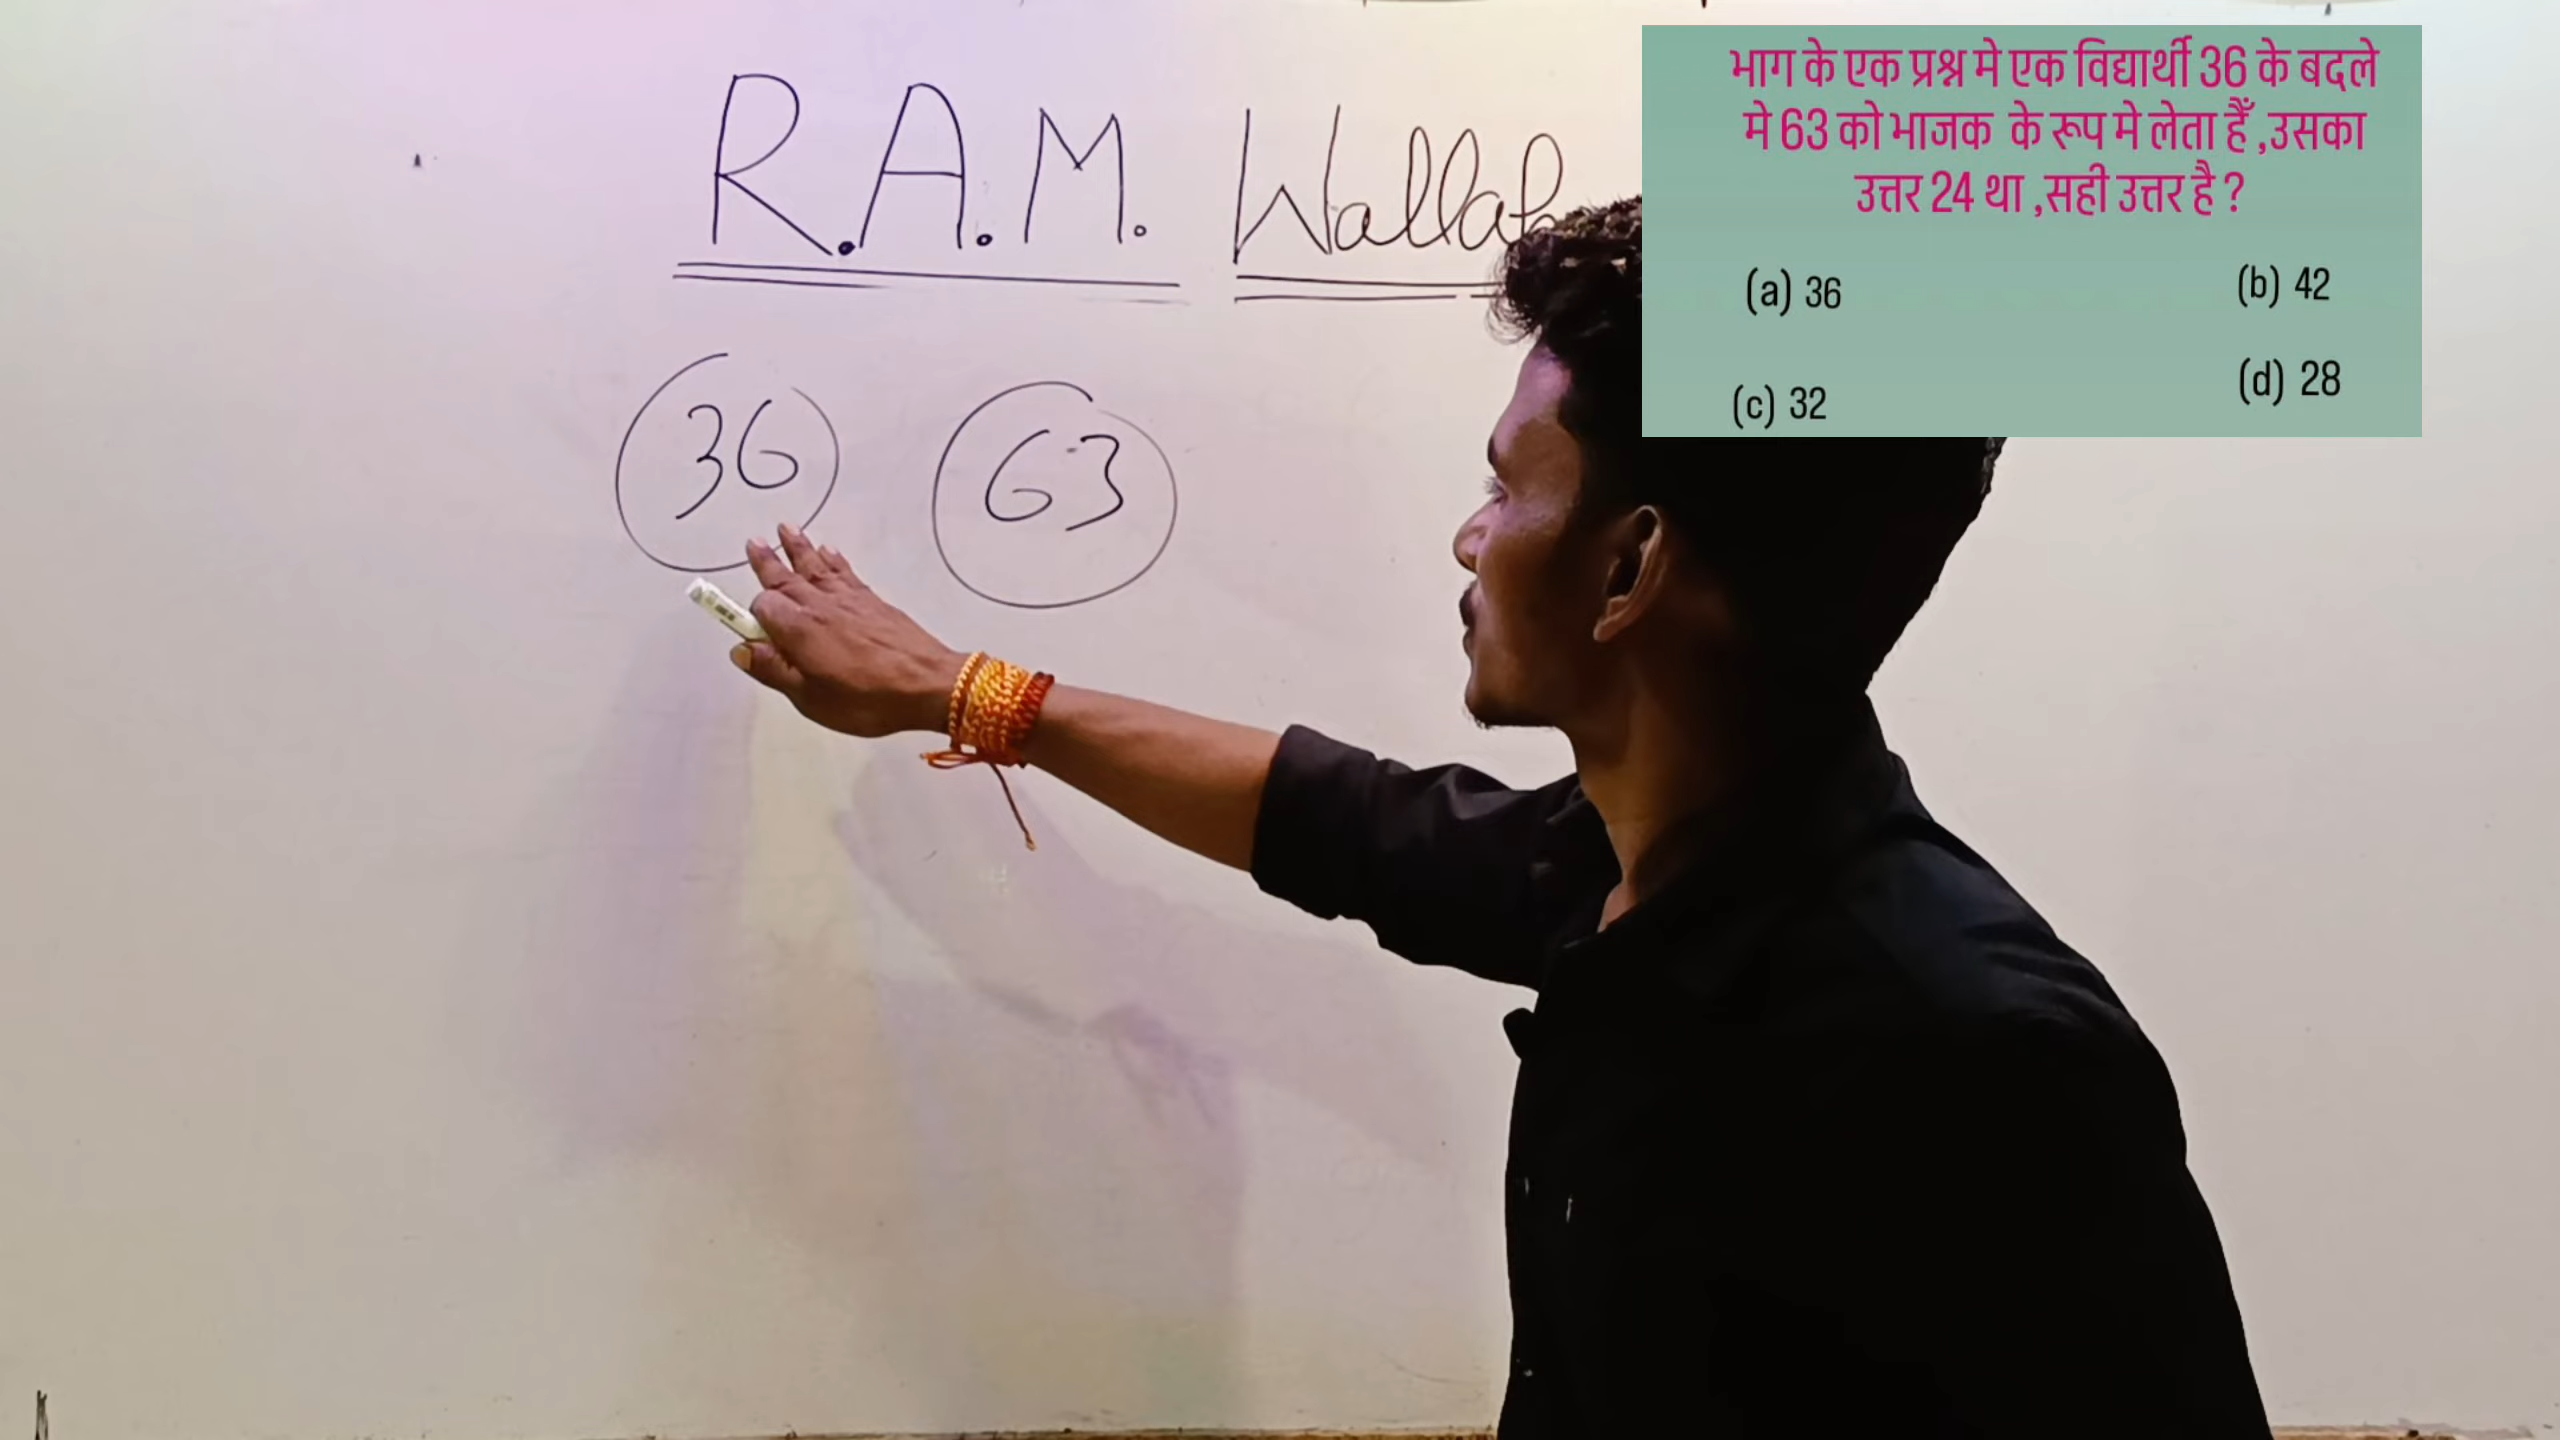 R.A.M. Wallah
36 63
भाग के एक प्रश्न मे एक विद्यार्थी 36 के बदले
मे 63 को भाजक के रूप मे लेता हैँ ,उसका
उत्तर 24 था ,सही उत्तर है ?
(a) 36 (b) 42
(c) 32 (d) 28